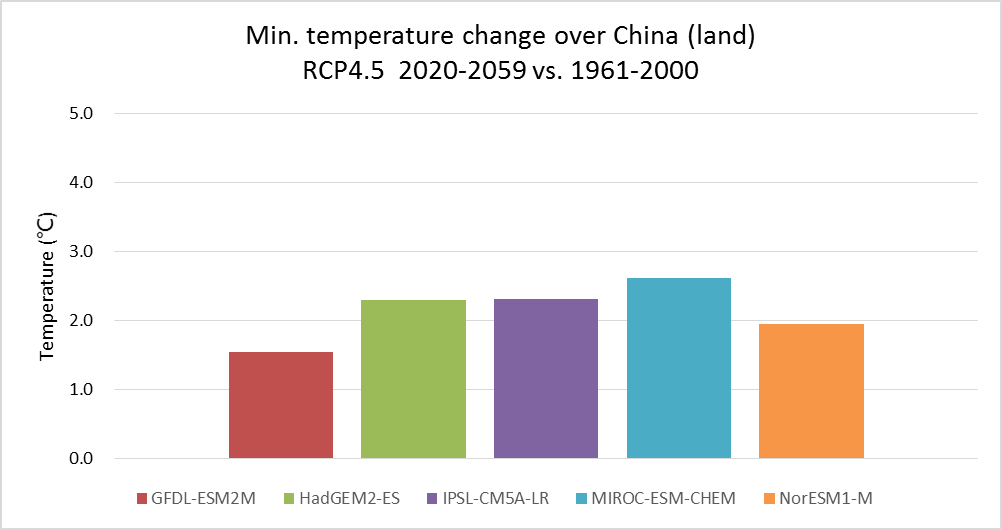 Min. temperature change over China (land)
RCP4.5  2020-2059 vs. 1961-2000
Temperature (℃)
5.0
4.0
3.0
2.0
1.0
0.0
GFDL-ESM2M HadGEM2-ES IPSL-CM5A-LR MIROC-ESM-CHEM NorESM1-M